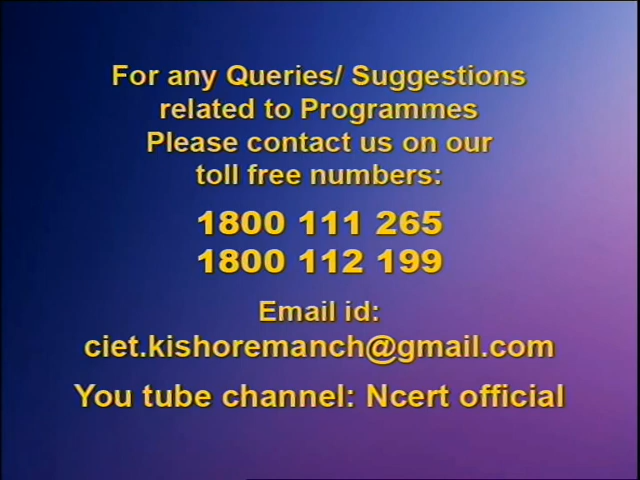 For any Queries/ Suggestions
related to Programmes
Please contact us on our
toll free numbers:
1800 111 265
1800 112 199
Email id:
ciet.kishoremanch@gmail.com
You tube channel: Ncert official